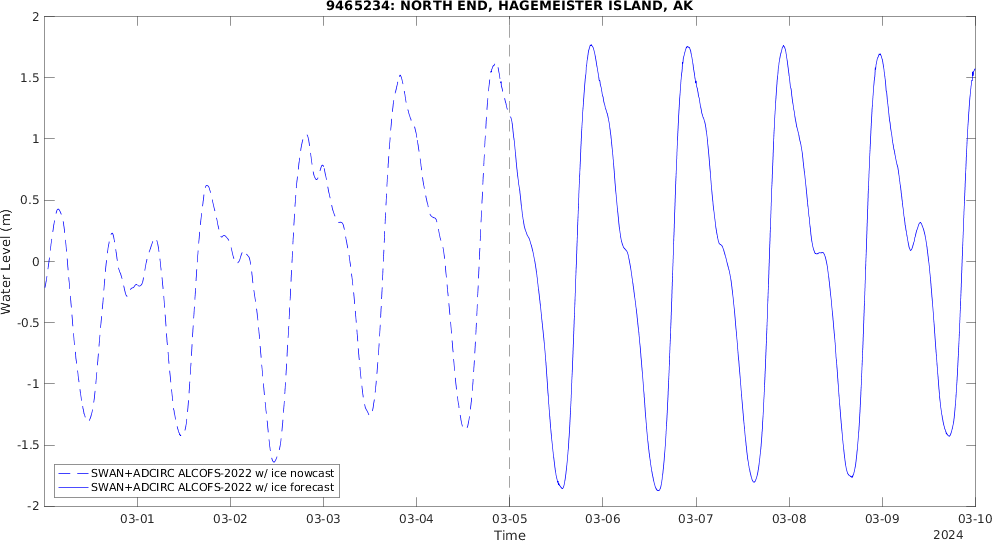 9465234: NORTH END, HAGEMEISTER ISLAND, AK
Water Level (m)
2
1.5
1
0.5
0
-0.5
-1
-1.5
-2
SWAN+ADCIRC ALCOFS-2022 w/ ice nowcast
SWAN+ADCIRC ALCOFS-2022 w/ ice forecast
03-01 03-02 03-03 03-04 03-05 03-06 03-07 03-08 03-09 03-10
Time
2024